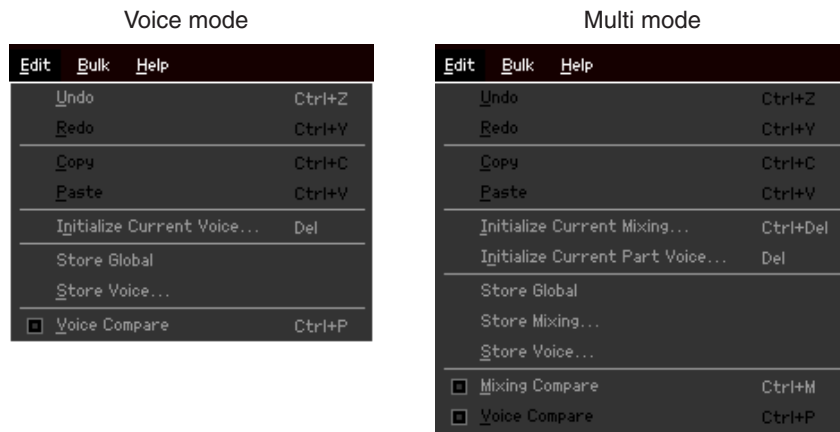 Voice mode
Edit Bulk Help
Undo Ctrl+Z
Redo Ctrl+Y
Copy Ctrl+C
Paste Ctrl+V
Initialize Current Voice... Del
Store Global
Store Voice...
Voice Compare Ctrl+P
Multi mode
Edit Bulk Help
Undo Ctrl+Z
Redo Ctrl+Y
Copy Ctrl+C
Paste Ctrl+V
Initialize Current Mixing... Ctrl+Del
Initialize Current Part Voice... Del
Store Global
Store Mixing...
Store Voice...
Mixing Compare Ctrl+M
Voice Compare Ctrl+P